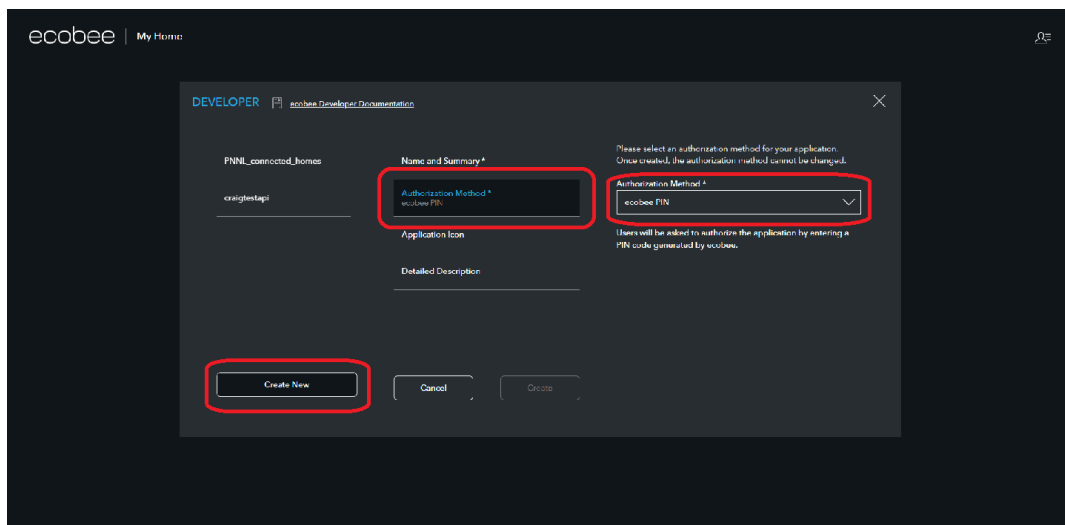 ecobee | My Home
DEVELOPER ecobee Developer Documentation
PNNL_connected_homes
craigtestapi
Create New
Name and Summary *
Authorization Method *
ecobee PIN
Application Icon
Detailed Description
Cancel
Create
Please select an authorization method for your application.
Once created, the authorization method cannot be changed.
Authorization Method *
ecobee PIN
Users will be asked to authorize the application by entering a
PIN code generated by ecobee.